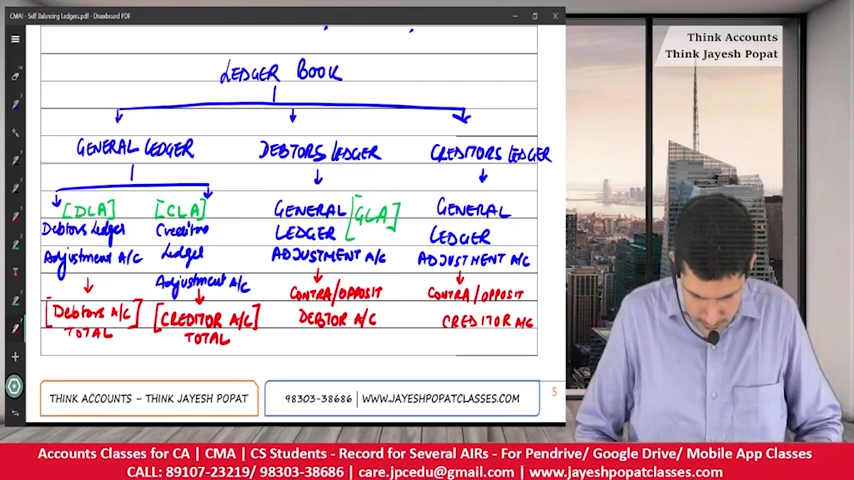 CMAI - Self Balancing Ledgers.pdf - Drawboard PDF
Think Accounts
Think Jayesh Popat
LEDGER BOOK
GENERAL LEDGER
DEBTORS LEDGER
CREDITORS LEDGER
[DLA]
Debtors Ledger
Adjustment A/C
[Debtors A/C]
TOTAL
[CLA]
Creditors
Ledger
Adjustment A/C
[CREDITOR A/C]
TOTAL
GENERAL
LEDGER
[GLA]
ADJUSTMENT A/C
CONTRA/OPPOSIT
DEBTOR A/C
GENERAL
LEDGER
ADJUSTMENT A/C
CONTRA/OPPOSIT
CREDITOR A/C
THINK ACCOUNTS – THINK JAYESH POPAT
98303-38686 | WWW.JAYESHPOPATCLASSES.COM
5
Accounts Classes for CA | CMA | CS Students - Record for Several AIRs - For Pendrive/ Google Drive/ Mobile App Classes
CALL: 89107-23219/ 98303-38686 | care.jpcedu@gmail.com | www.jayeshpopatclasses.com